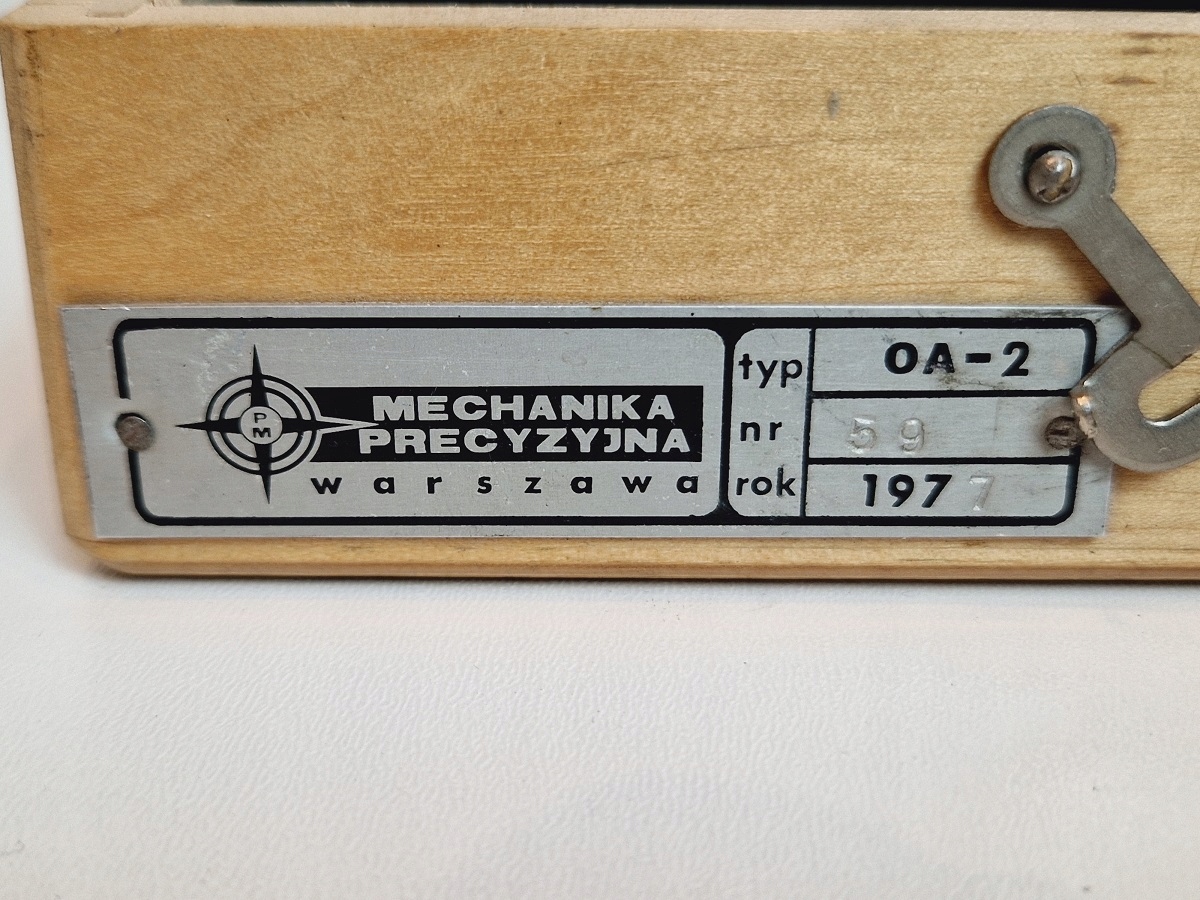 PM
MECHANIKA
PRECYZYJNA
warszawa
typ OA-2
nr 59
rok 1977